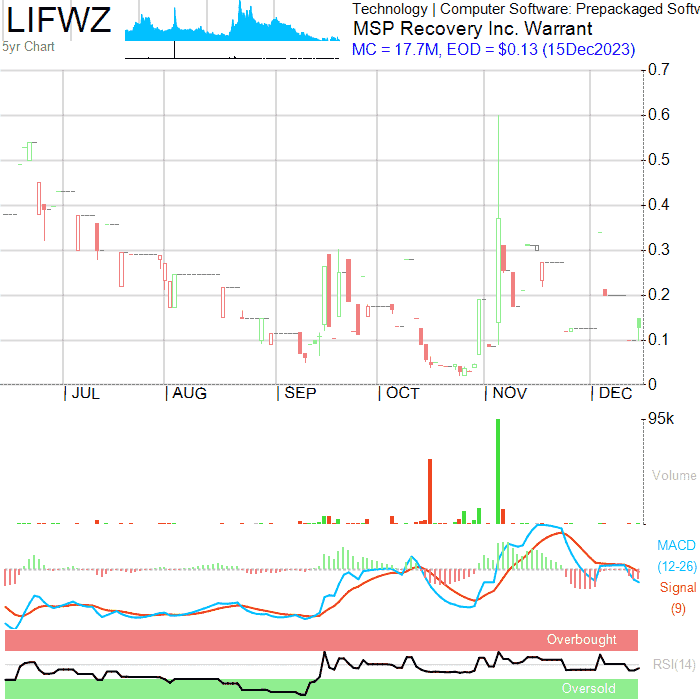 LIFWZ
5yr Chart
Technology | Computer Software: Prepackaged Softw
MSP Recovery Inc. Warrant
MC = 17.7M, EOD = $0.13 (15Dec2023)
0.7
0.6
0.5
0.4
0.3
0.2
0.1
0
JUL AUG SEP OCT NOV DEC
95k
Volume
MACD
(12-26)
Signal
(9)
Overbought
RSI(14)
Oversold